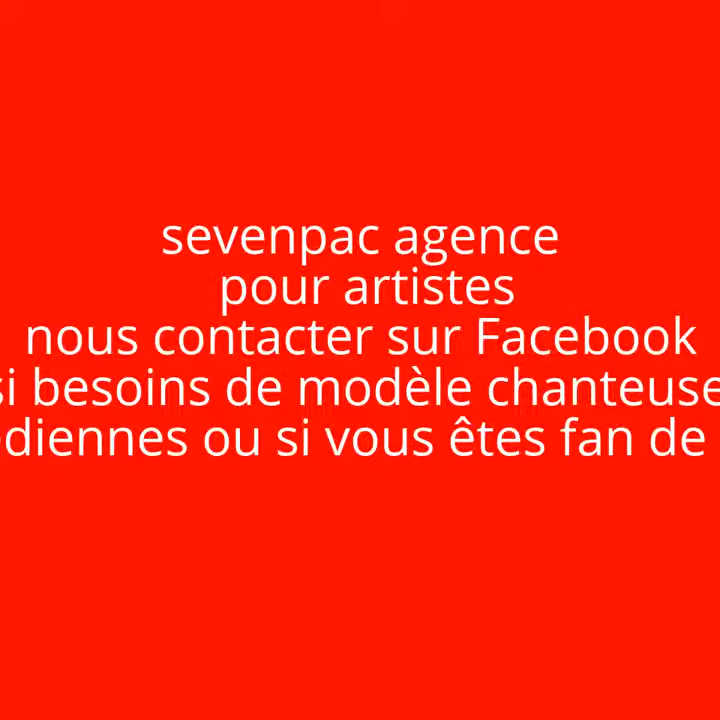 sevenpac agence
pour artistes
nous contacter sur Facebook
si besoins de modèle chanteuse
diennes ou si vous êtes fan de